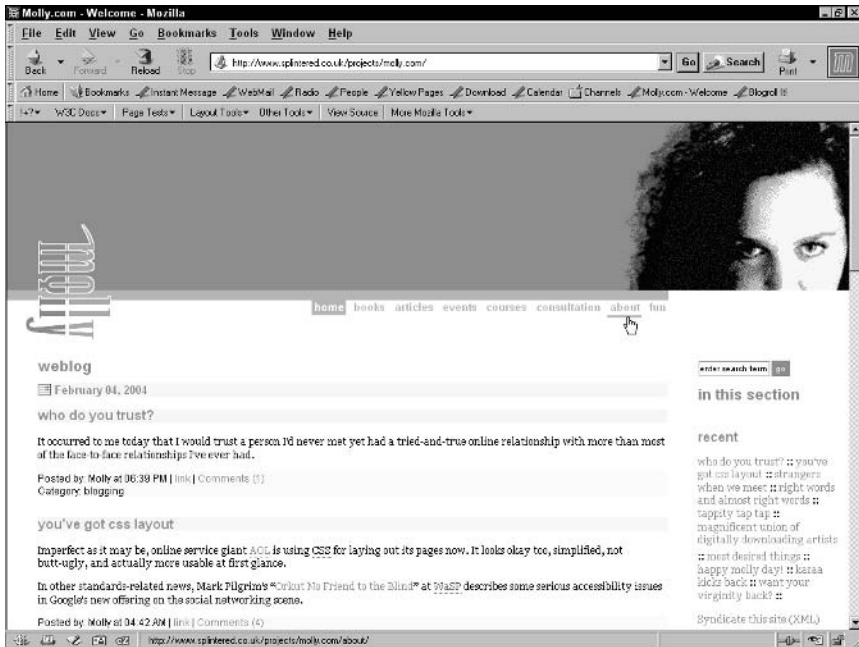 Molly.com - Welcome - Mozilla
File Edit View Go Bookmarks Tools Window Help
Back Forward Reload Stop http://www.splintered.co.uk/projects/molly.com/ Go Search Print
Home Bookmarks Instant Message WebMail Radio People Yellow Pages Download Calendar Channels Molly.com - Welcome Blogroll It!
W3C Docs Page Tests Layout Tools Other Tools View Source More Mozilla Tools
molly
home books articles events courses consultation about fun
weblog
February 04, 2004
who do you trust?
It occurred to me today that I would trust a person I'd never met yet had a tried-and-true online relationship with more than most
of the face-to-face relationships I've ever had.
Posted by: Molly at 06:39 PM | link | Comments (1)
Category: blogging
you've got css layout
Imperfect as it may be, online service giant AOL is using CSS for laying out its pages now. It looks okay too, simplified, not
butt-ugly, and actually more usable at first glance.
In other standards-related news, Mark Pilgrim's "Orkut No Friend to the Blind" at WaSP describes some serious accessibility issues
in Google's new offering on the social networking scene.
Posted by: Molly at 04:42 AM | link | Comments (4)
enter search term go
in this section
recent
who do you trust? :: you've
got css layout :: strangers
when we meet :: right words
and almost right words ::
tappity tap tap ::
magnificent union of
digitally downloading artists
:: most desired things ::
happy molly day! :: karaa
kicks back :: want your
virginity back? ::
Syndicate this site (XML)
http://www.splintered.co.uk/projects/molly.com/about/